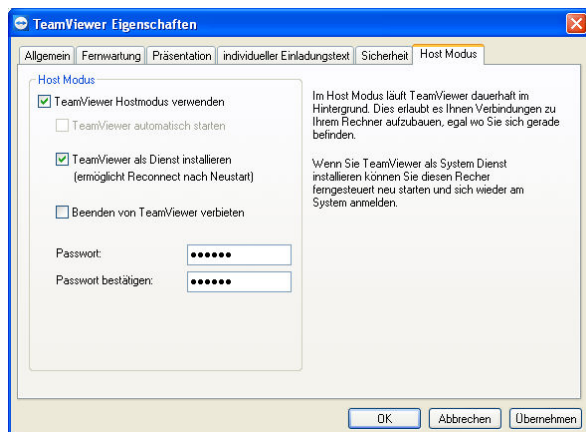 TeamViewer Eigenschaften
Allgemein
Fernwartung
Präsentation
individueller Einladungstext
Sicherheit
Host Modus
Host Modus
TeamViewer Hostmodus verwenden
TeamViewer automatisch starten
TeamViewer als Dienst installieren
(ermöglicht Reconnect nach Neustart)
Beenden von TeamViewer verbieten
Passwort:
Passwort bestätigen:
Im Host Modus läuft TeamViewer dauerhaft im
Hintergrund. Dies erlaubt es Ihnen Verbindungen zu
Ihrem Rechner aufzubauen, egal wo Sie sich gerade
befinden.
Wenn Sie TeamViewer als System Dienst
installieren können Sie diesen Recher
ferngesteuert neu starten und sich wieder am
System anmelden.
OK
Abbrechen
Übernehmen